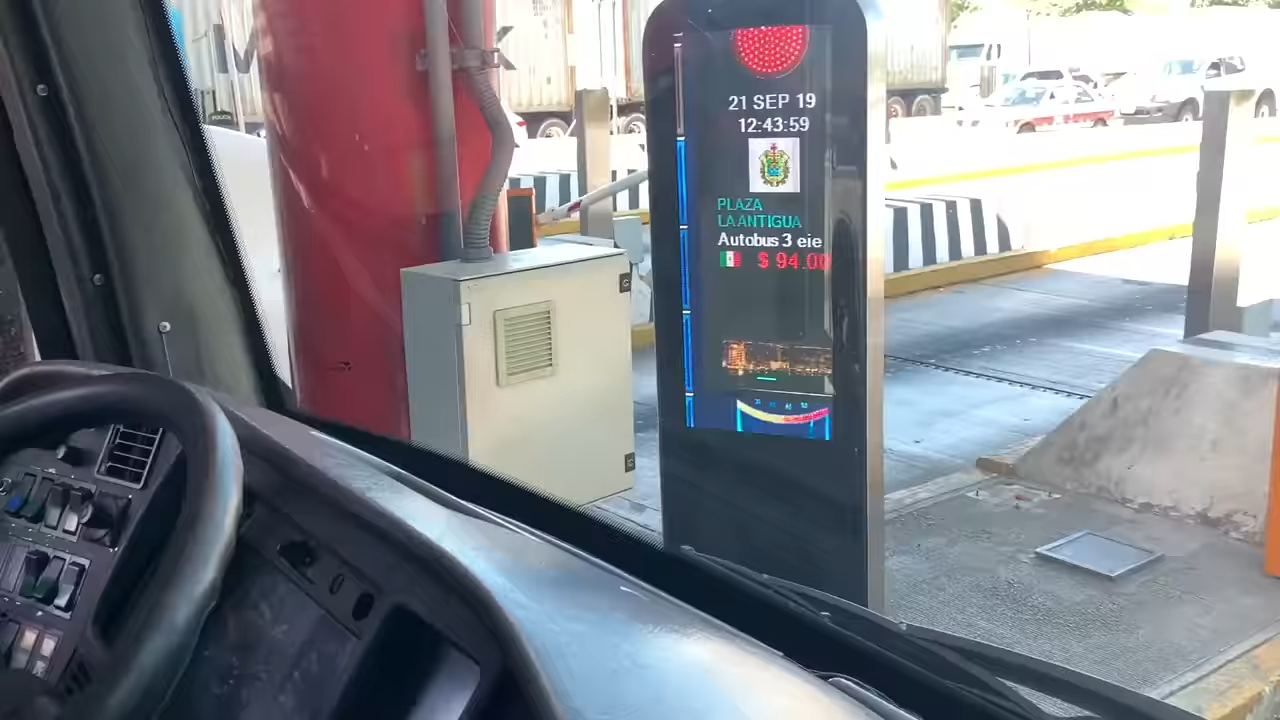 21 SEP 19
12:43:59
PLAZA
LA ANTIGUA
Autobus 3 eje
$ 94.00